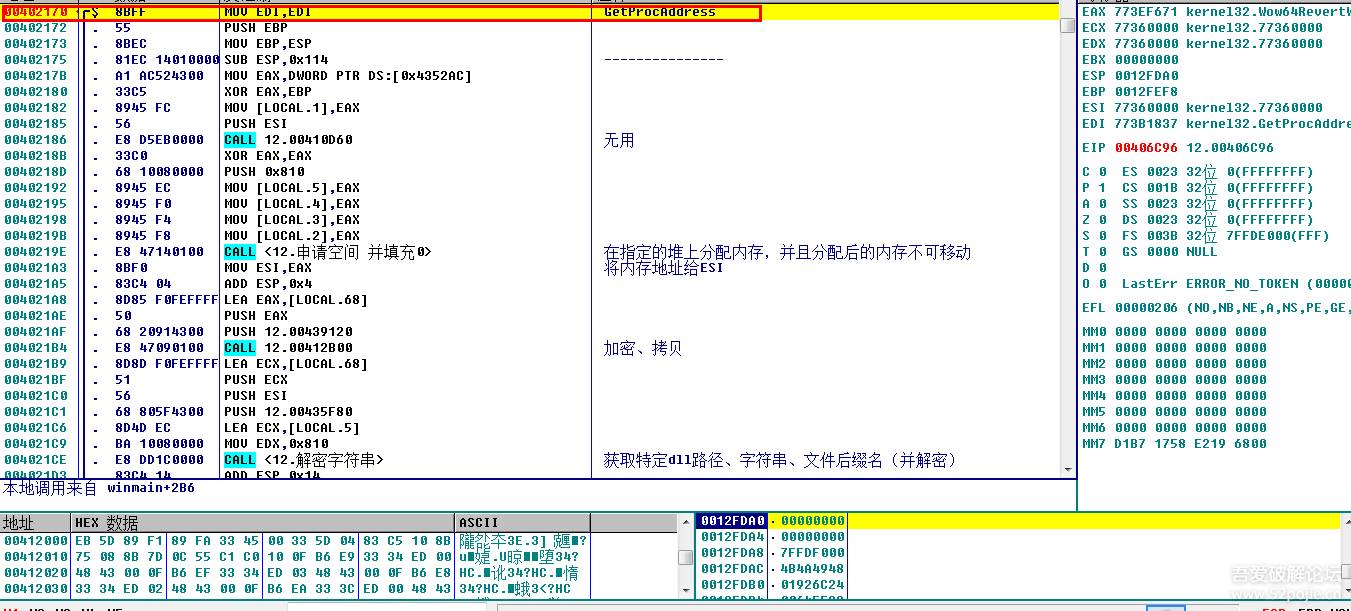 00402170 $ 8BFF MOV EDI,EDI GetProcAddress
00402172 . 55 PUSH EBP
00402173 . 8BEC MOV EBP,ESP
00402175 . 81EC 14010000 SUB ESP,0x114 ---------------
0040217B . A1 AC524300 MOV EAX,DWORD PTR DS:[0x4352AC]
00402180 . 33C5 XOR EAX,EBP
00402182 . 8945 FC MOV [LOCAL.1],EAX
00402185 . 56 PUSH ESI
00402186 . E8 D5EB0000 CALL 12.00410D60 无用
0040218B . 33C0 XOR EAX,EAX
0040218D . 68 10080000 PUSH 0x810
00402192 . 8945 EC MOV [LOCAL.5],EAX
00402195 . 8945 F0 MOV [LOCAL.4],EAX
00402198 . 8945 F4 MOV [LOCAL.3],EAX
0040219B . 8945 F8 MOV [LOCAL.2],EAX
0040219E . E8 47140100 CALL <12.申请空间 并填充0> 在指定的堆上分配内存，并且分配后的内存不可移动
004021A3 . 8BF0 MOV ESI,EAX 将内存地址给ESI
004021A5 . 83C4 04 ADD ESP,0x4
004021A8 . 8D85 F0FEFFFF LEA EAX,[LOCAL.68]
004021AE . 50 PUSH EAX
004021AF . 68 20914300 PUSH 12.00439120
004021B4 . E8 47090100 CALL 12.00412B00 加密、拷贝
004021B9 . 8D8D F0FEFFFF LEA ECX,[LOCAL.68]
004021BF . 51 PUSH ECX
004021C0 . 56 PUSH ESI
004021C1 . 68 805F4300 PUSH 12.00435F80
004021C6 . 8D4D EC LEA ECX,[LOCAL.5]
004021C9 . BA 10080000 MOV EDX,0x810
004021CE . E8 DD1C0000 CALL <12.解密字符串> 获取特定dll路径、字符串、文件后缀名（并解密）
004021D3 . 83C4 14 ADD ESP,0x14
本地调用来自 winmain+2B6
EAX 773EF671 kernel32.Wow64RevertW
ECX 77360000 kernel32.77360000
EDX 77360000 kernel32.77360000
EBX 00000000
ESP 0012FDA0
EBP 0012FEF8
ESI 77360000 kernel32.77360000
EDI 773B1837 kernel32.GetProcAddre
EIP 00406C96 12.00406C96
C 0 ES 0023 32位 0(FFFFFFFF)
P 1 CS 001B 32位 0(FFFFFFFF)
A 0 SS 0023 32位 0(FFFFFFFF)
Z 0 DS 0023 32位 0(FFFFFFFF)
S 0 FS 003B 32位 7FFDE000(FFF)
T 0 GS 0000 NULL
D 0
O 0 LastErr ERROR_NO_TOKEN (00000
EFL 00000206 (NO,NB,NE,A,NS,PE,GE,
MM0 0000 0000 0000 0000
MM1 0000 0000 0000 0000
MM2 0000 0000 0000 0000
MM3 0000 0000 0000 0000
MM4 0000 0000 0000 0000
MM5 0000 0000 0000 0000
MM6 0000 0000 0000 0000
MM7 D1B7 1758 E219 6800
地址 HEX 数据 ASCII
00412000 EB 5D 89 F1 89 FA 33 45 00 33 5D 04 83 C5 10 8B
00412010 75 08 8B 7D 0C 55 C1 C0 10 0F B6 E9 33 34 ED 00
00412020 48 43 00 0F B6 EF 33 34 ED 03 48 43 00 0F B6 E8
00412030 33 34 ED 02 48 43 00 0F B6 EA 33 3C ED 00 48 43
0012FDA0 00000000
0012FDA4 00000000
0012FDA8 7FFDF000
0012FDAC 4B4A4948
0012FDB0 01926C24
吾爱破解论坛
www.52pojie.cn